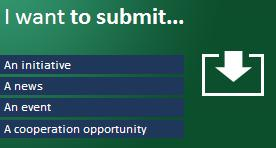 I want to submit...
An initiative
A news
An event
A cooperation opportunity